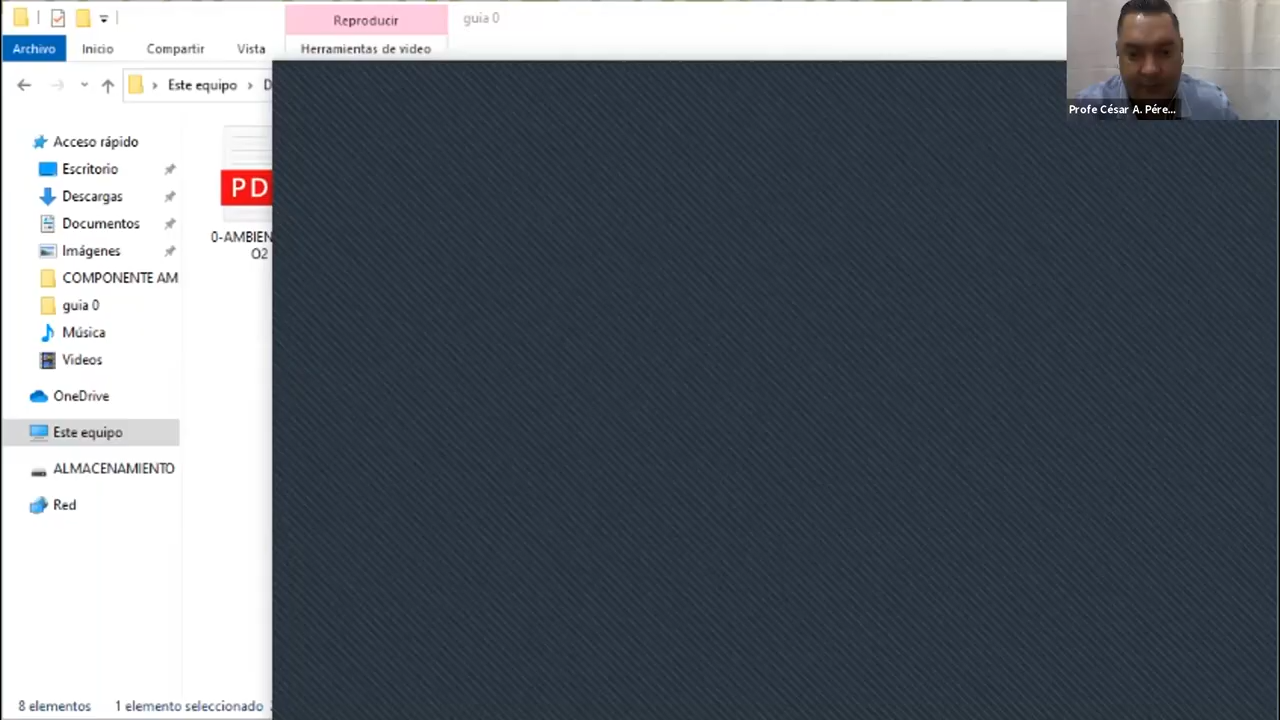 Reproducir
guia 0
Archivo
Inicio
Compartir
Vista
Herramientas de video
Este equipo
D
Profe César A. Pére...
Acceso rápido
Escritorio
Descargas
Documentos
Imágenes
COMPONENTE AM
guia 0
Música
Videos
OneDrive
Este equipo
ALMACENAMIENTO
Red
PD
0-AMBIEN
O2
8 elementos
1 elemento seleccionado